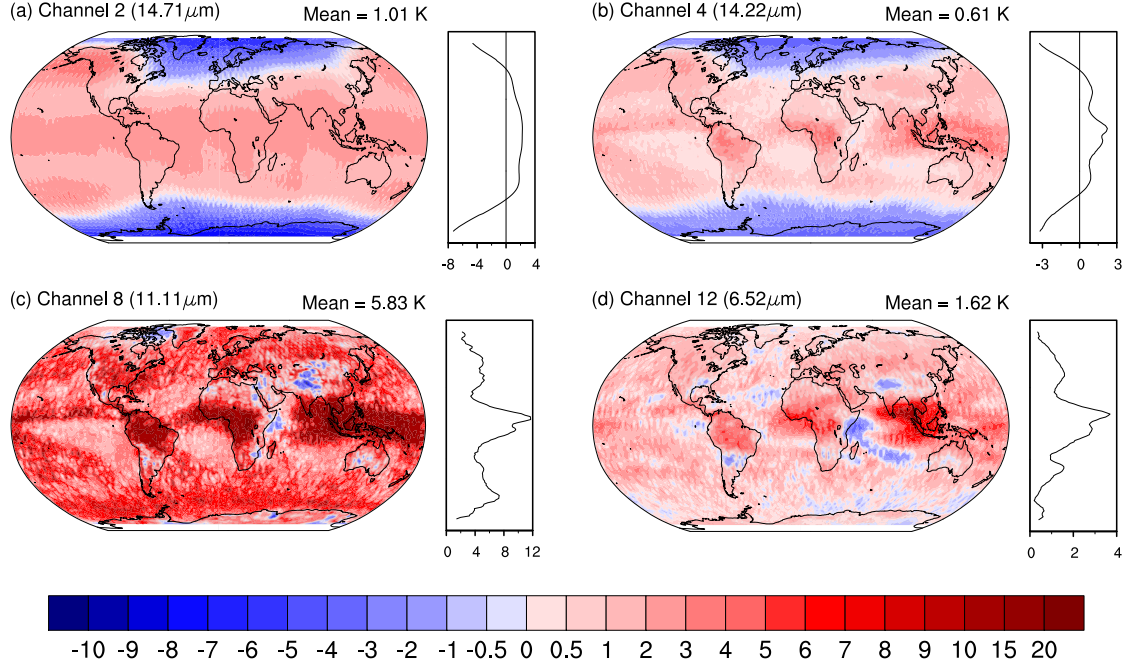 (a) Channel 2 (14.71μm) Mean = 1.01 K
(b) Channel 4 (14.22μm) Mean = 0.61 K
-8 -4 0 4
-3 0 3
(c) Channel 8 (11.11μm) Mean = 5.83 K
(d) Channel 12 (6.52μm) Mean = 1.62 K
0 4 8 12
0 2 4
-10 -9 -8 -7 -6 -5 -4 -3 -2 -1 -0.5 0 0.5 1 2 3 4 5 6 7 8 9 10 15 20